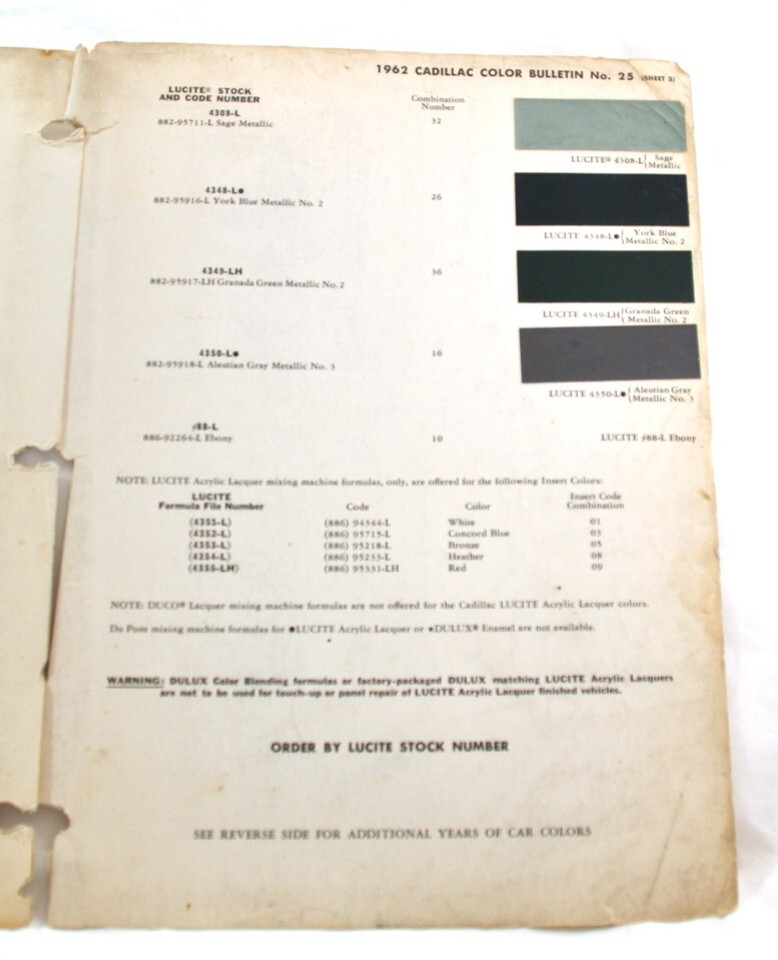 1962 CADILLAC COLOR BULLETIN No. 25 (SHEET 2)
LUCITE® STOCK
AND CODE NUMBER
Combination
Number
4308-L
882-95711-L Sage Metallic 32
LUCITE® 4308-L { Sage
Metallic
4348-L●
882-95916-L York Blue Metallic No. 2 26
LUCITE 4348-L● { York Blue
Metallic No. 2
4349-LH
882-95917-LH Granada Green Metallic No. 2 36
LUCITE 4349-LH { Granada Green
Metallic No. 2
4350-L●
882-95918-L Aleutian Gray Metallic No. 3 16
LUCITE 4350-L● { Aleutian Gray
Metallic No. 3
#88-L
886-92264-L Ebony 10 LUCITE #88-L Ebony
NOTE: LUCITE Acrylic Lacquer mixing machine formulas, only, are offered for the following Insert Colors:
LUCITE
Formula File Number Code Color Insert Code
Combination
(4351-L) (886) 94344-L White 01
(4352-L) (886) 95715-L Concord Blue 03
(4353-L) (886) 95218-L Bronze 05
(4354-L) (886) 95233-L Heather 08
(4355-LH) (886) 95331-LH Red 09
NOTE: DUCO® Lacquer mixing machine formulas are not offered for the Cadillac LUCITE Acrylic Lacquer colors.
Du Pont mixing machine formulas for ●LUCITE Acrylic Lacquer or ★DULUX® Enamel are not available.
WARNING: DULUX Color Blending formulas or factory-packaged DULUX matching LUCITE Acrylic Lacquers
are not to be used for touch-up or panel repair of LUCITE Acrylic Lacquer finished vehicles.
ORDER BY LUCITE STOCK NUMBER
SEE REVERSE SIDE FOR ADDITIONAL YEARS OF CAR COLORS